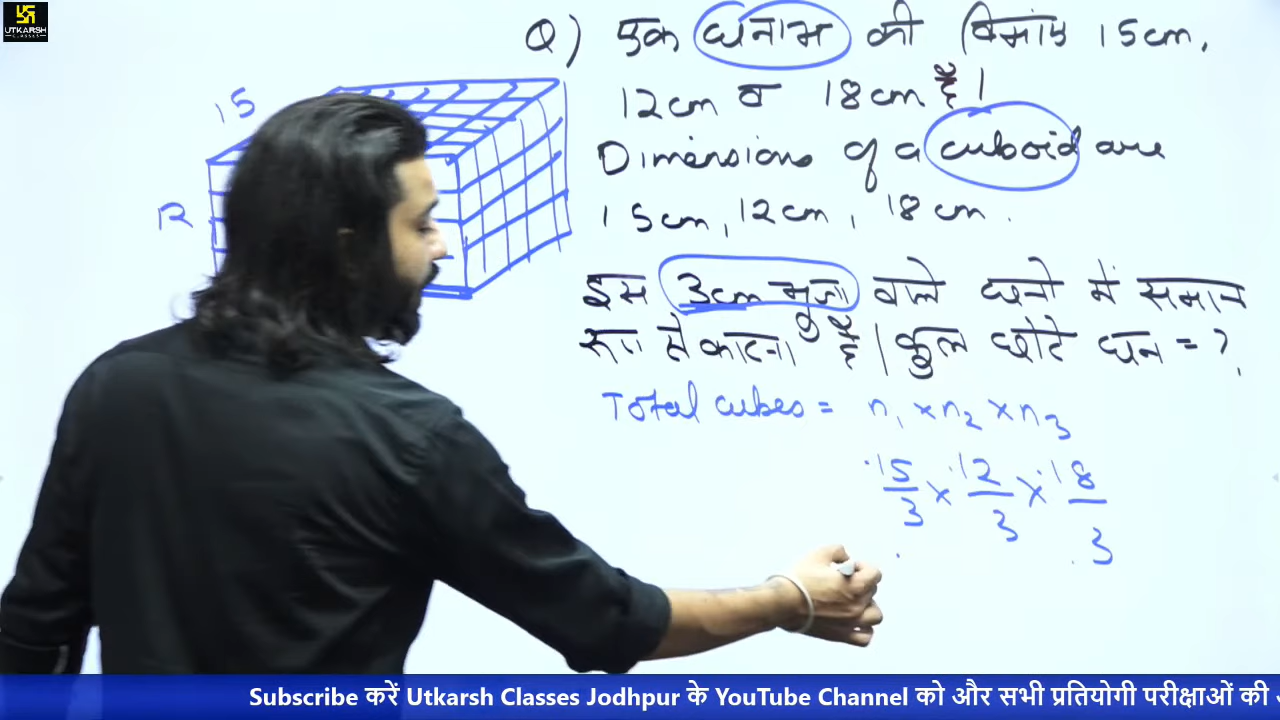 UTKARSH
CLASSES
Q) एक घनाभ की विमाएं 15cm,
12cm व 18cm है।
Dimensions of a cuboid are
15cm, 12cm, 18cm.
इस 3cm भुजा वाले घनो में समान
रूप से काटना है। कुल छोटे घन = ?
Total cubes = n₁ × n₂ × n₃
15/3 × 12/3 × 18/3
15
12
Subscribe करें Utkarsh Classes Jodhpur के YouTube Channel को और सभी प्रतियोगी परीक्षाओं की